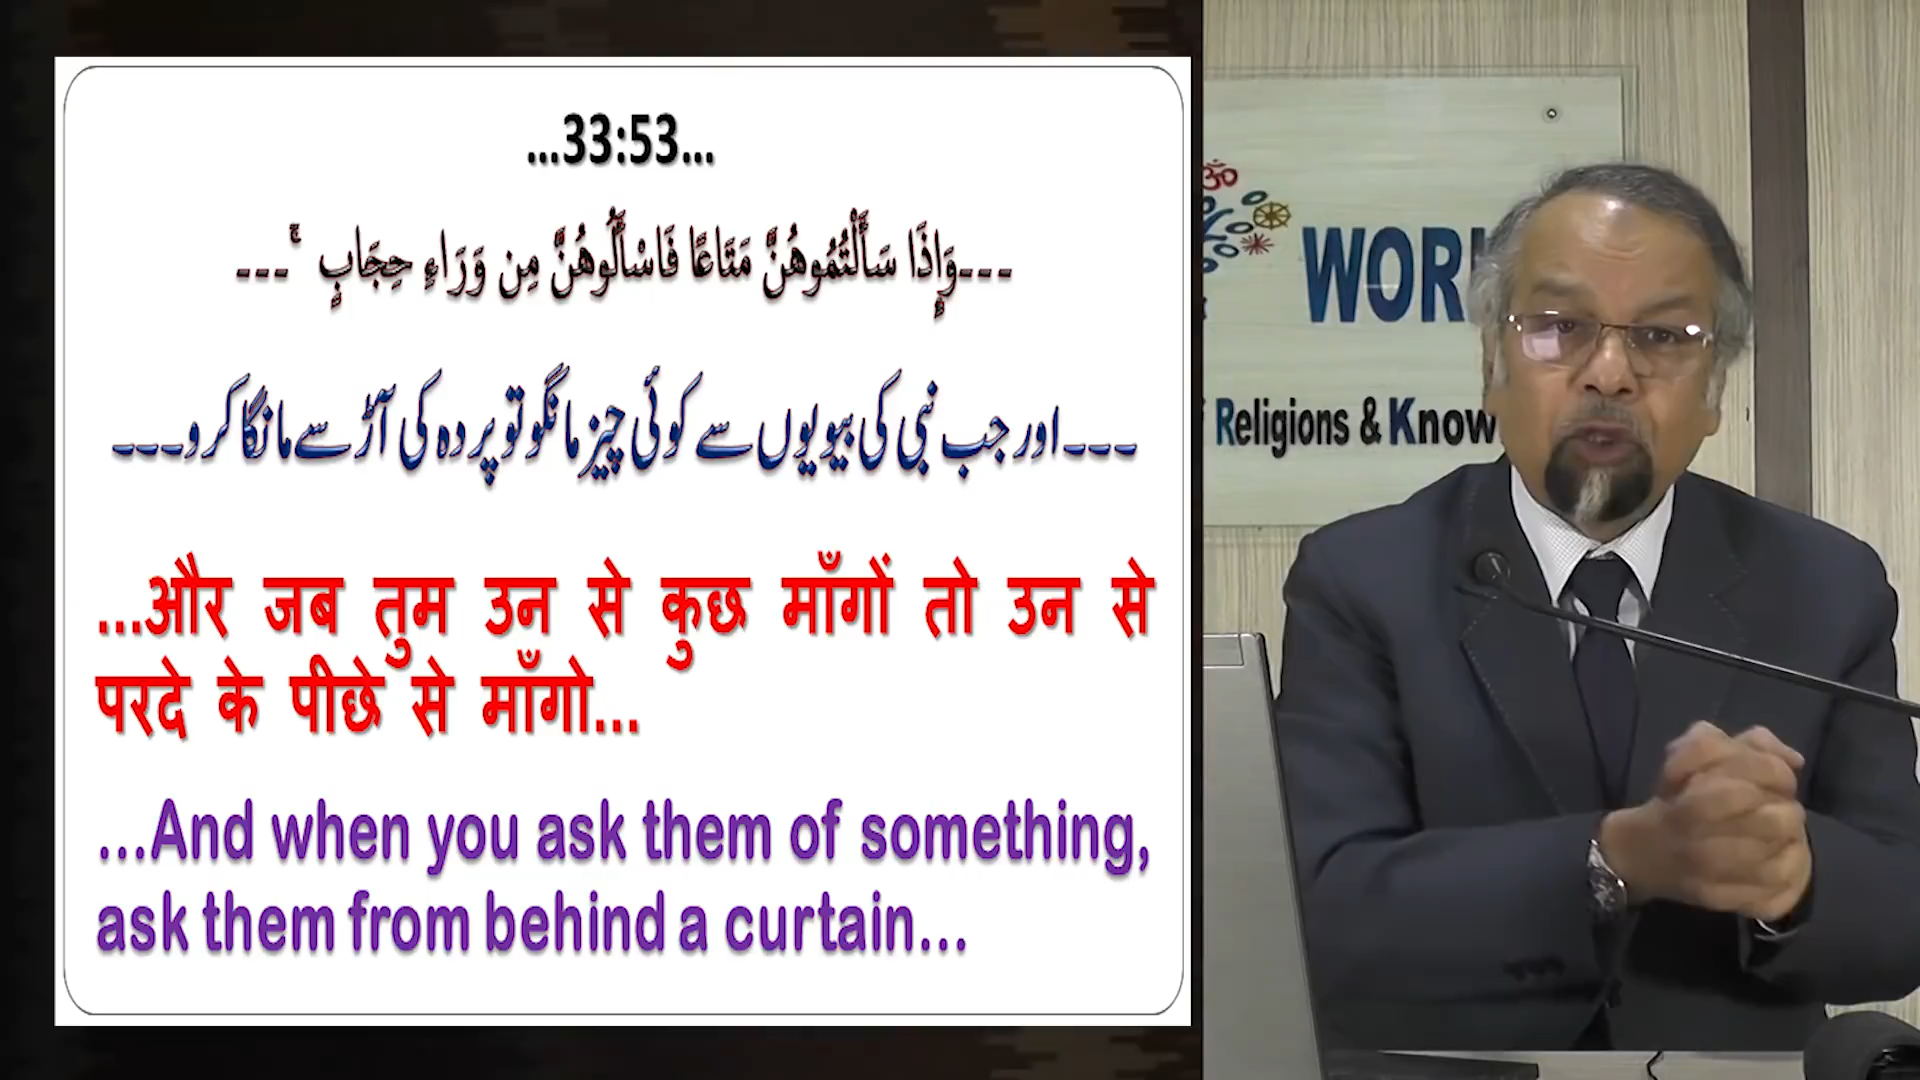 ...33:53...
---وَإِذَا سَأَلْتُمُوهُنَّ مَتَاعًا فَاسْأَلُوهُنَّ مِن وَرَاءِ حِجَابٍ ۚ ---
---اور جب نبی کی بیویوں سے کوئی چیز مانگو تو پردہ کی آڑ سے مانگا کرو---
...और जब तुम उन से कुछ माँगों तो उन से
परदे के पीछे से माँगो...
...And when you ask them of something,
ask them from behind a curtain...
ॐ
WOR
Religions & Know